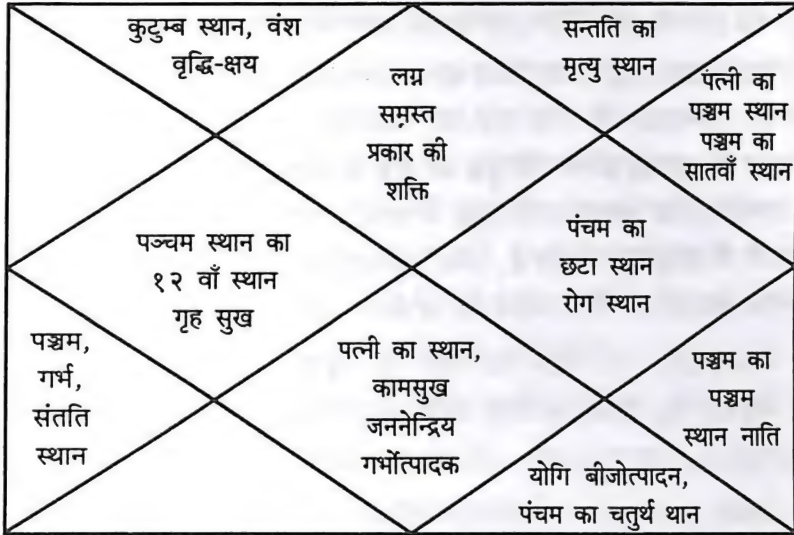 कुटुम्ब स्थान, वंश
वृद्धि-क्षय
सन्तति का
मृत्यु स्थान
लग्न
समस्त
प्रकार की
शक्ति
पत्नी का
पञ्चम स्थान
पञ्चम का
सातवाँ स्थान
पञ्चम स्थान का
१२ वाँ स्थान
गृह सुख
पंचम का
छटा स्थान
रोग स्थान
पञ्चम,
गर्भ,
संतति
स्थान
पत्नी का स्थान,
कामसुख
जननेन्द्रिय
गर्भोत्पादक
पञ्चम का
पञ्चम
स्थान नाति
योगि बीजोत्पादन,
पंचम का चतुर्थ थान